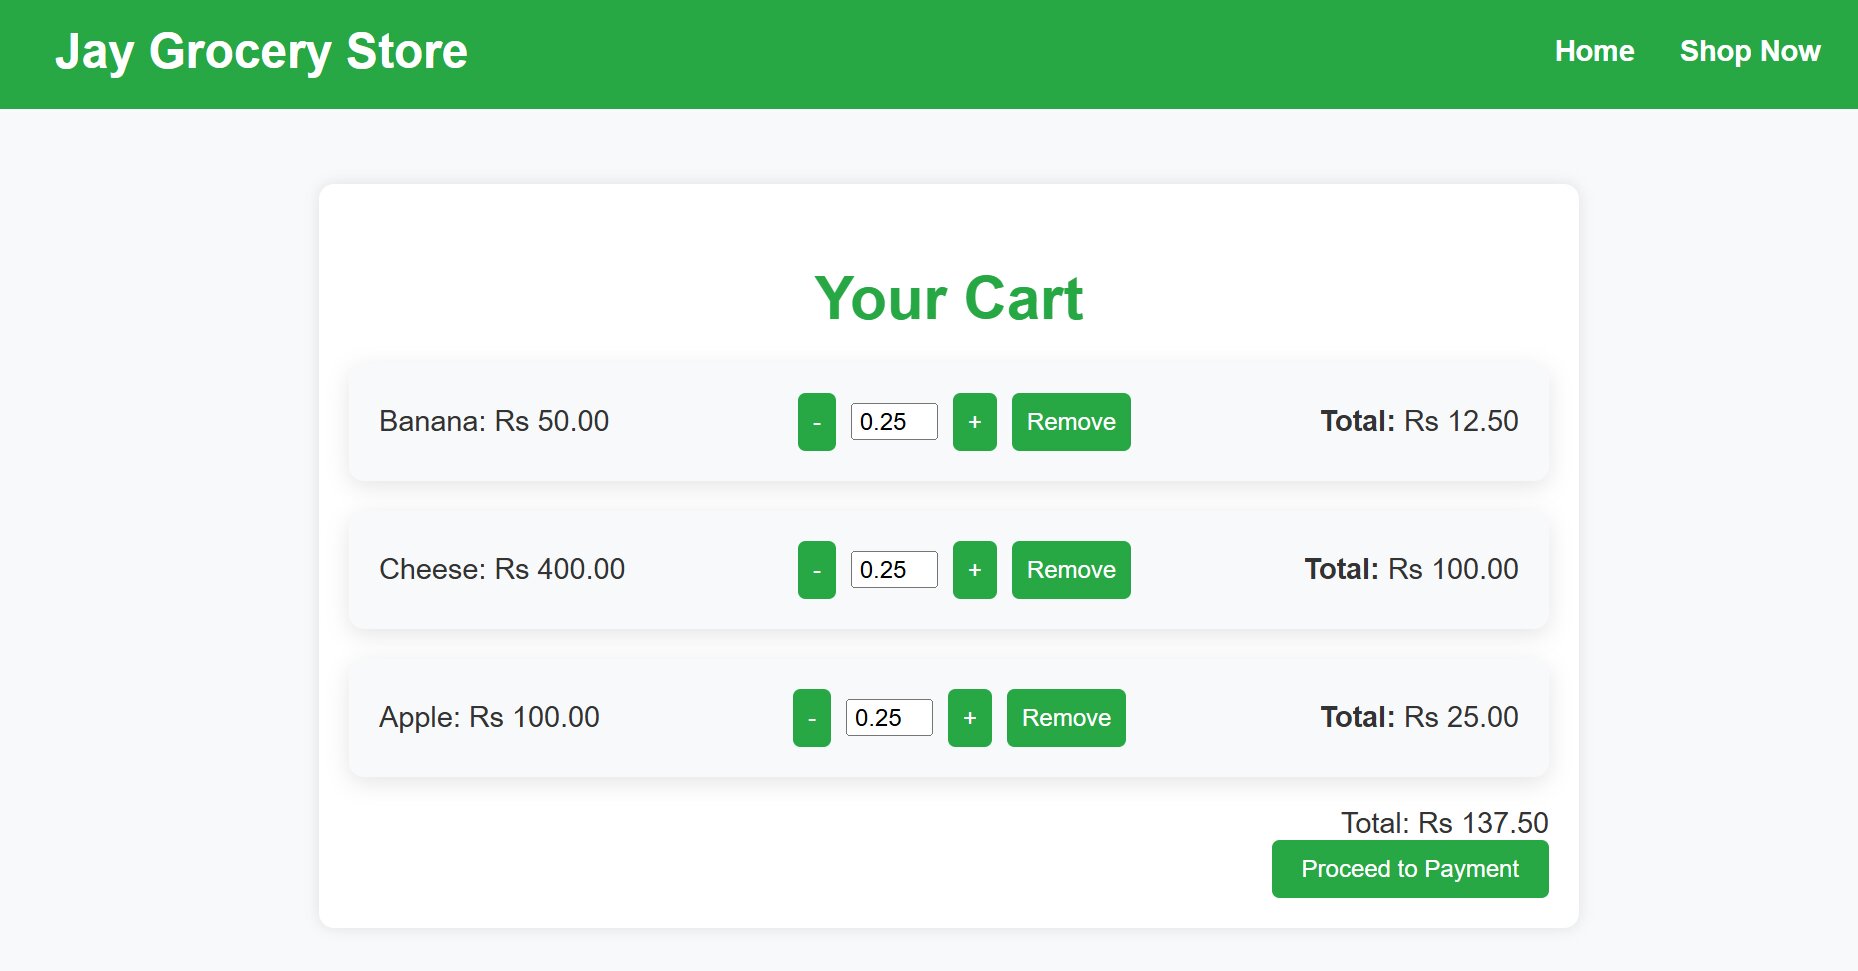 Jay Grocery Store Home Shop Now
Your Cart
Banana: Rs 50.00 - 0.25 + Remove Total: Rs 12.50
Cheese: Rs 400.00 - 0.25 + Remove Total: Rs 100.00
Apple: Rs 100.00 - 0.25 + Remove Total: Rs 25.00
Total: Rs 137.50
Proceed to Payment